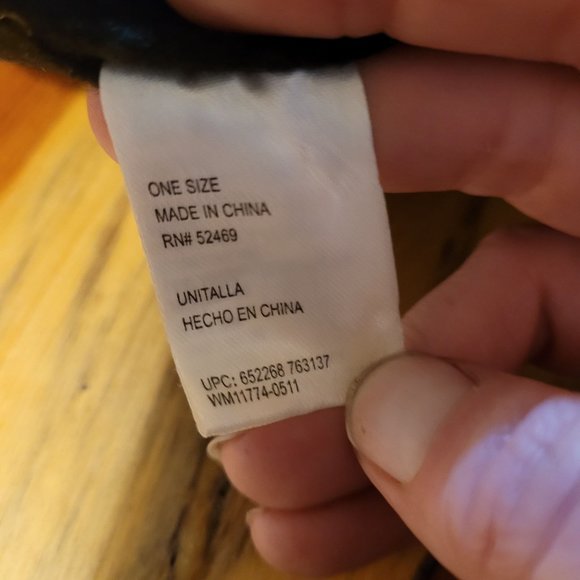 ONE SIZE
MADE IN CHINA
RN# 52469
UNITALLA
HECHO EN CHINA
UPC: 652268 763137
WM11774-0511